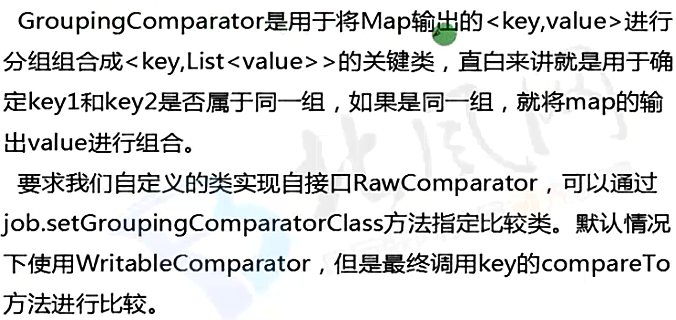 GroupingComparator是用于将Map输出的<key,value>进行
分组组合成<key,List<value>>的关键类，直白来讲就是用于确
定key1和key2是否属于同一组，如果是同一组，就将map的输
出value进行组合。
要求我们自定义的类实现自接口RawComparator，可以通过
job.setGroupingComparatorClass方法指定比较类。默认情况
下使用WritableComparator，但是最终调用key的compareTo
方法进行比较。
北风网